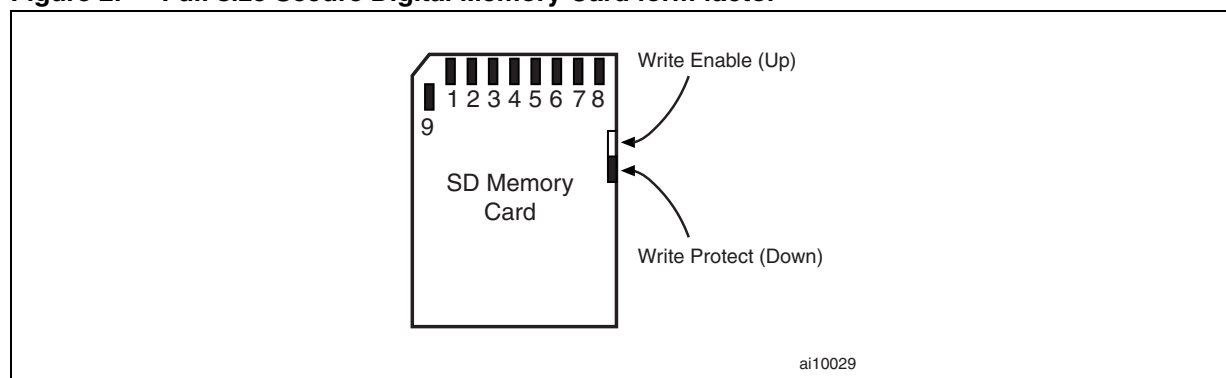 Write Enable (Up)
1 2 3 4 5 6 7 8
9
SD Memory
Card
Write Protect (Down)
ai10029